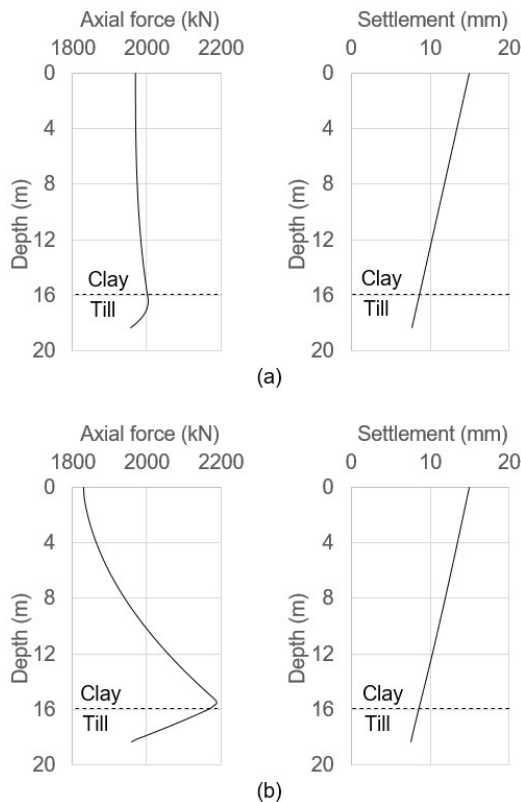 Axial force (kN)
1800 2000 2200
0
4
8
12
16
20
Depth (m)
Clay
Till
Settlement (mm)
0 10 20
0
4
8
12
16
20
Depth (m)
Clay
Till
(a)
Axial force (kN)
1800 2000 2200
0
4
8
12
16
20
Depth (m)
Clay
Till
Settlement (mm)
0 10 20
0
4
8
12
16
20
Depth (m)
Clay
Till
(b)